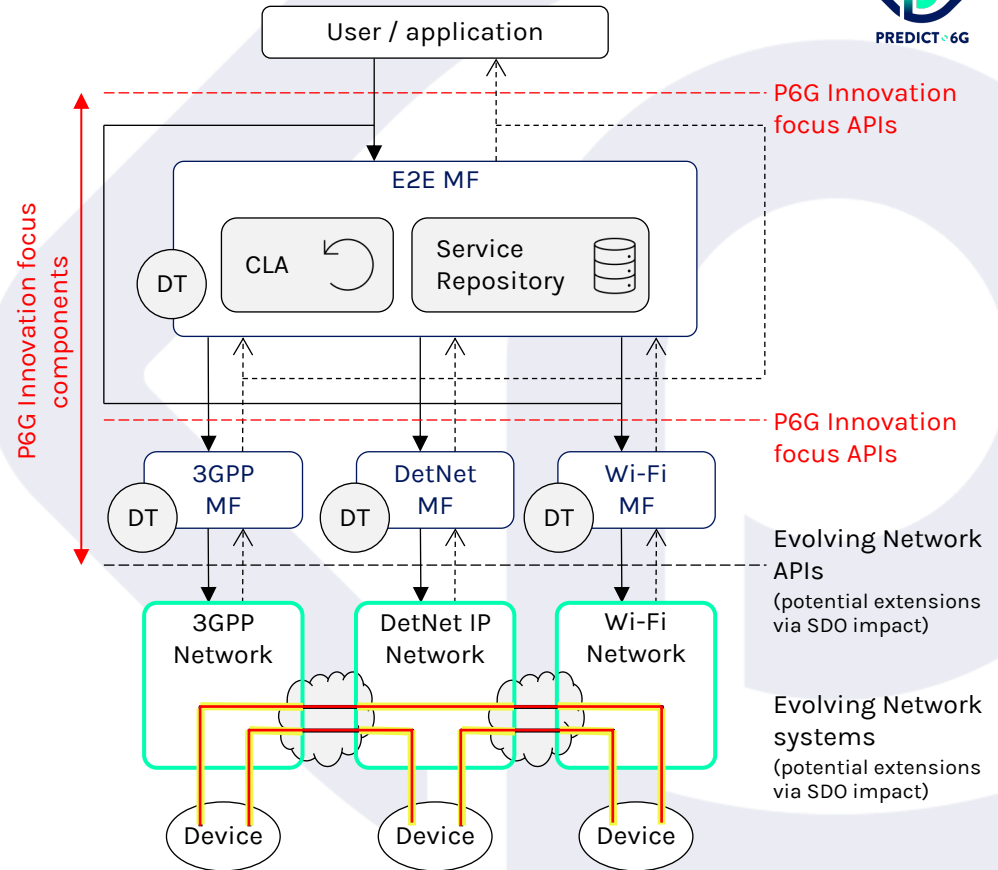 User / application
PREDICT-6G
P6G Innovation
focus APIs
E2E MF
CLA
Service
Repository
DT
P6G Innovation focus
components
P6G Innovation
focus APIs
3GPP
MF
DT
DetNet
MF
DT
Wi-Fi
MF
DT
Evolving Network
APIs
(potential extensions
via SDO impact)
3GPP
Network
DetNet IP
Network
Wi-Fi
Network
Evolving Network
systems
(potential extensions
via SDO impact)
Device
Device
Device